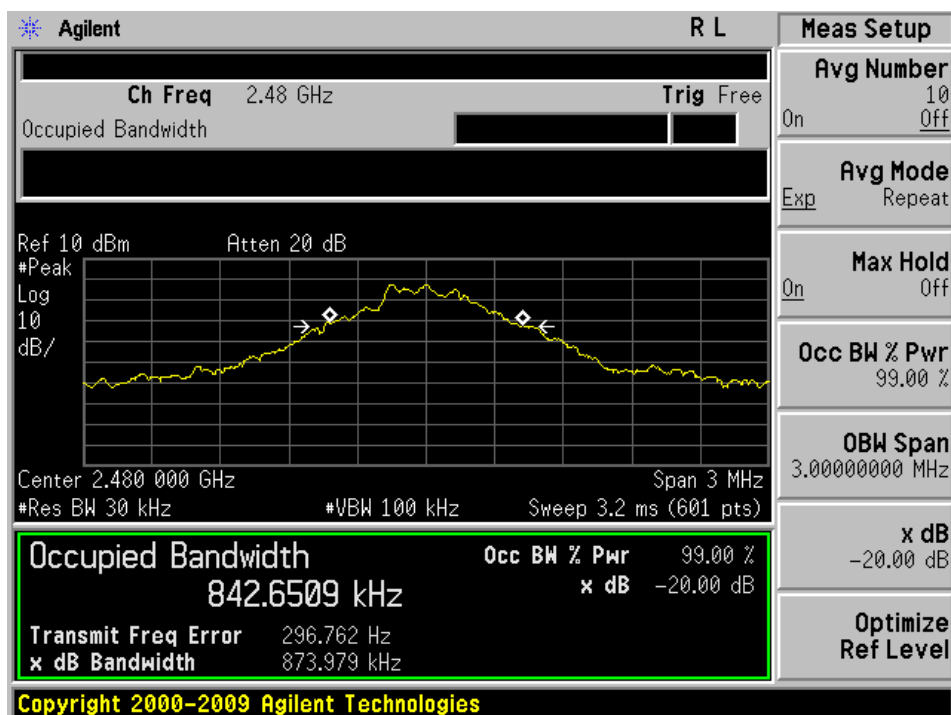 Agilent R L Meas Setup
Avg Number
10
On Off
Ch Freq 2.48 GHz Trig Free
Occupied Bandwidth
Avg Mode
Exp Repeat
Ref 10 dBm Atten 20 dB
#Peak
Log
10
dB/
Max Hold
On Off
Occ BW % Pwr
99.00 %
OBW Span
3.00000000 MHz
Center 2.480 000 GHz Span 3 MHz
#Res BW 30 kHz #VBW 100 kHz Sweep 3.2 ms (601 pts)
x dB
-20.00 dB
Occupied Bandwidth Occ BW % Pwr 99.00 %
842.6509 kHz x dB -20.00 dB
Transmit Freq Error 296.762 Hz
x dB Bandwidth 873.979 kHz
Optimize
Ref Level
Copyright 2000-2009 Agilent Technologies